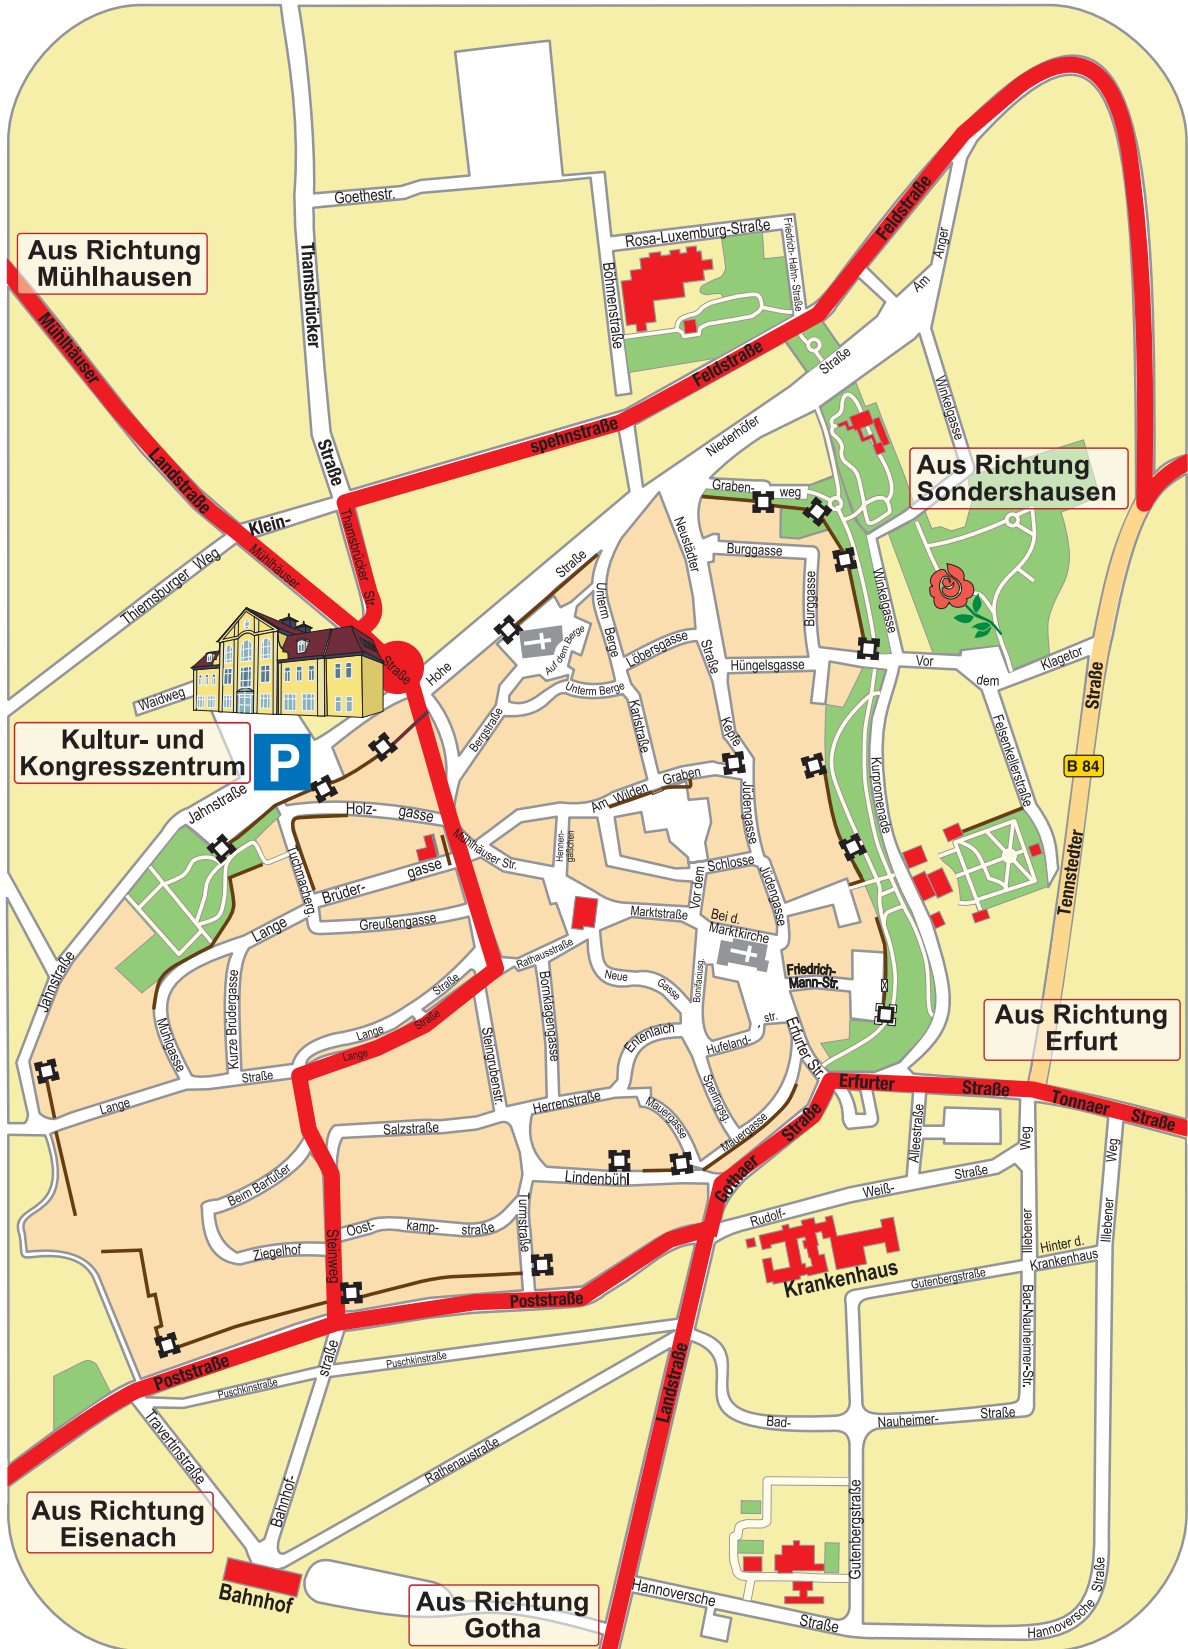 Goethestr.
Rosa-Luxemburg-Straße
Friedrich-Hahn-Straße
Feldstraße
Am Anger
Aus Richtung
Mühlhausen
Thamsbrücker
Straße
Böhmenstraße
Mühlhäuser
Landstraße
Feldstraße
Straße
Niederhöfer
Winkelgasse
spehnstraße
Klein-
Aus Richtung
Sondershausen
Graben-
weg
Thamsbrücker Str.
Mühlhäuser
Thiemsburger Weg
Neustädter
Straße
Burggasse
Burggasse
Winkelgasse
Straße
Hohe
Unterm Berge
Auf dem Berge
Löbersgasse
Unterm Berge
Hüngelsgasse
Vor
dem
Klagetor
Straße
Straße
Waidweg
Kultur- und
Kongresszentrum
P
Bergstraße
Karlstraße
Kepfe
Kurpromenade
Felsenkellerstraße
B 84
Jahnstraße
Am Wilden Graben
Jüdengasse
Holz-
gasse
Mühlhäuser Str.
Hennen-
gäßchen
Tuchmacherg.
Brüder-
gasse
Vor dem
Schlosse
Jüdengasse
Tennstedter
Lange
Greußengasse
Marktstraße
Bei d.
Marktkirche
Rathausstraße
Jahnstraße
Kurze Brüdergasse
Straße
Bornklagengasse
Neue
Gasse
Bonifaciusg.
Friedrich-
Mann-Str.
Aus Richtung
Erfurt
Mühlgasse
Lange
Straße
Lange
Steingrubenstr.
Entenlaich
Hufeland-
str.
Erfurter Str.
Straße
Lange
Herrenstraße
Sperlingsg.
Mauergasse
Mauergasse
Erfurter
Straße
Tonnaer
Straße
Salzstraße
Straße
Gothaer
Alleestraße
Weg
Illebeuer
Weg
Illebener
Lindenbühl
Beim Barfüßer
Rudolf-
Weiß-
Straße
Turmstraße
Oost-
kamp-
straße
Ziegelhof
Steinweg
Krankenhaus
Hinter d.
Krankenhaus
Gutenbergstraße
Bad-Nauheimer-Str.
Poststraße
Poststraße
straße
Bahnhof-
Puschkinstraße
Puschkinstraße
Landstraße
Bad-
Nauheimer-
Straße
Travertinstraße
Rathenaustraße
Aus Richtung
Eisenach
Gutenbergstraße
Bahnhof
Aus Richtung
Gotha
Hannoversche
Straße
Hannoversche
Straße